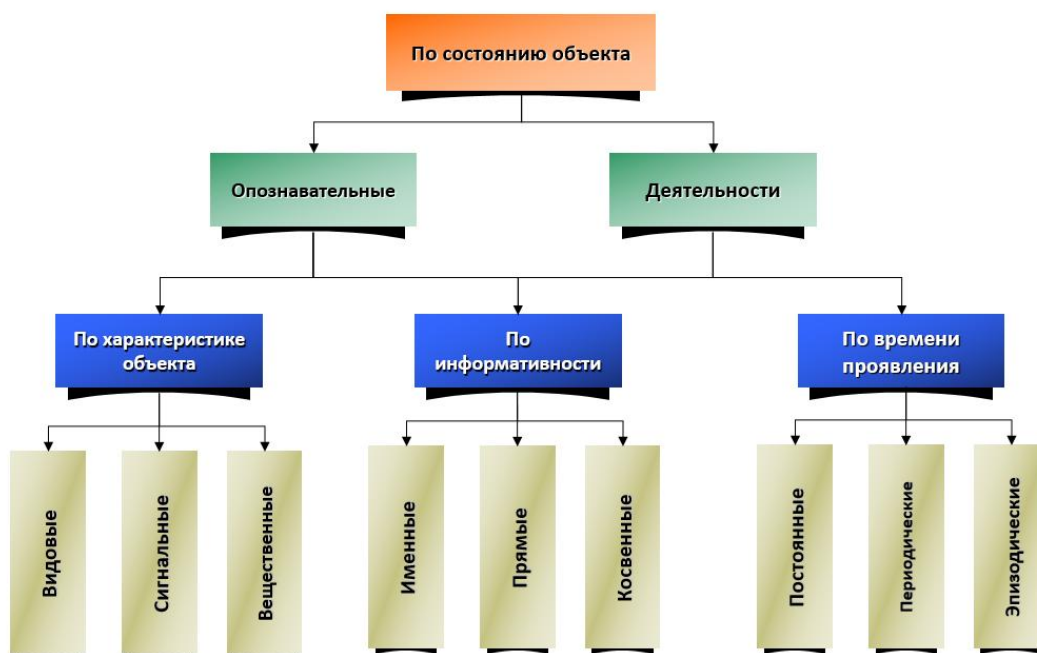 По состоянию объекта
Опознавательные
Деятельности
По характеристике
объекта
По
информативности
По времени
проявления
Видовые
Сигнальные
Вещественные
Именные
Прямые
Косвенные
Постоянные
Периодические
Эпизодические